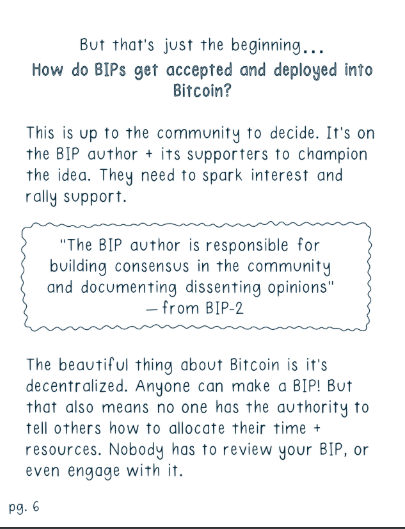 But that's just the beginning...
How do BIPs get accepted and deployed into
Bitcoin?
This is up to the community to decide. It's on
the BIP author + its supporters to champion
the idea. They need to spark interest and
rally support.
"The BIP author is responsible for
building consensus in the community
and documenting dissenting opinions"
— from BIP-2
The beautiful thing about Bitcoin is it's
decentralized. Anyone can make a BIP! But
that also means no one has the authority to
tell others how to allocate their time +
resources. Nobody has to review your BIP, or
even engage with it.
pg. 6